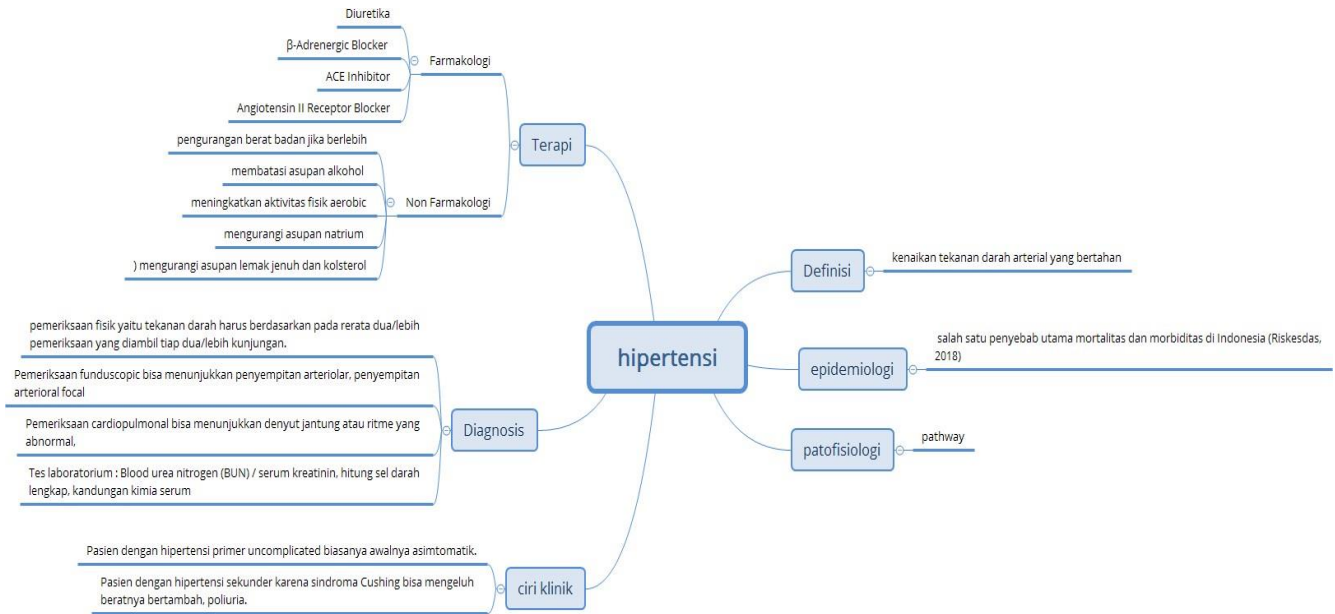 hipertensi
Terapi
Farmakologi
Diuretika
β-Adrenergic Blocker
ACE Inhibitor
Angiotensin II Receptor Blocker
Non Farmakologi
pengurangan berat badan jika berlebih
membatasi asupan alkohol
meningkatkan aktivitas fisik aerobic
mengurangi asupan natrium
) mengurangi asupan lemak jenuh dan kolsterol
Diagnosis
pemeriksaan fisik yaitu tekanan darah harus berdasarkan pada rerata dua/lebih
pemeriksaan yang diambil tiap dua/lebih kunjungan.
Pemeriksaan funduscopic bisa menunjukkan penyempitan arteriolar, penyempitan
arterioral focal
Pemeriksaan cardiopulmonal bisa menunjukkan denyut jantung atau ritme yang
abnormal,
Tes laboratorium : Blood urea nitrogen (BUN) / serum kreatinin, hitung sel darah
lengkap, kandungan kimia serum
ciri klinik
Pasien dengan hipertensi primer uncomplicated biasanya awalnya asimtomatik.
Pasien dengan hipertensi sekunder karena sindroma Cushing bisa mengeluh
beratnya bertambah, poliuria.
Definisi
kenaikan tekanan darah arterial yang bertahan
epidemiologi
salah satu penyebab utama mortalitas dan morbiditas di Indonesia (Riskesdas,
2018)
patofisiologi
pathway